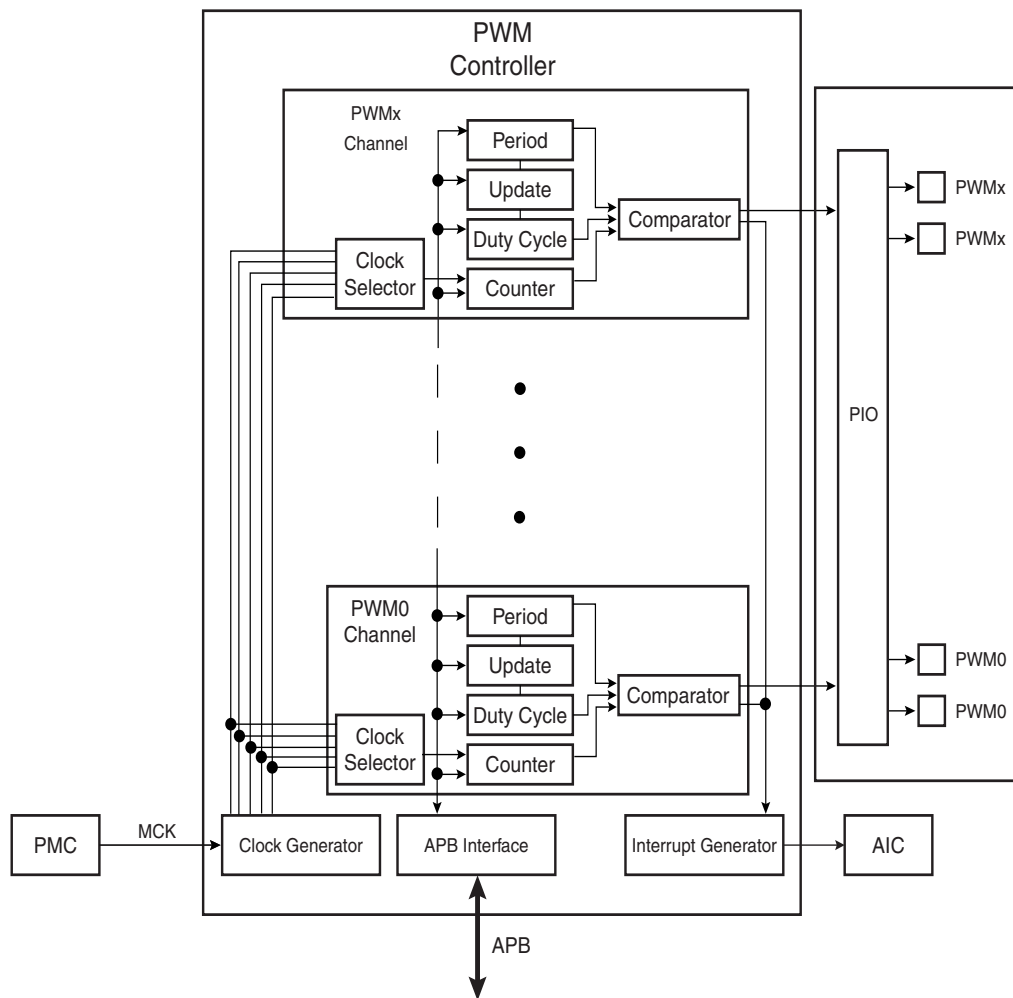 PWM
Controller
PWMx
Channel
Period
Update
Duty Cycle
Counter
Clock
Selector
Comparator
PIO
PWMx
PWMx
PWM0
Channel
Period
Update
Duty Cycle
Counter
Clock
Selector
Comparator
PWM0
PWM0
PMC
MCK
Clock Generator
APB Interface
Interrupt Generator
AIC
APB